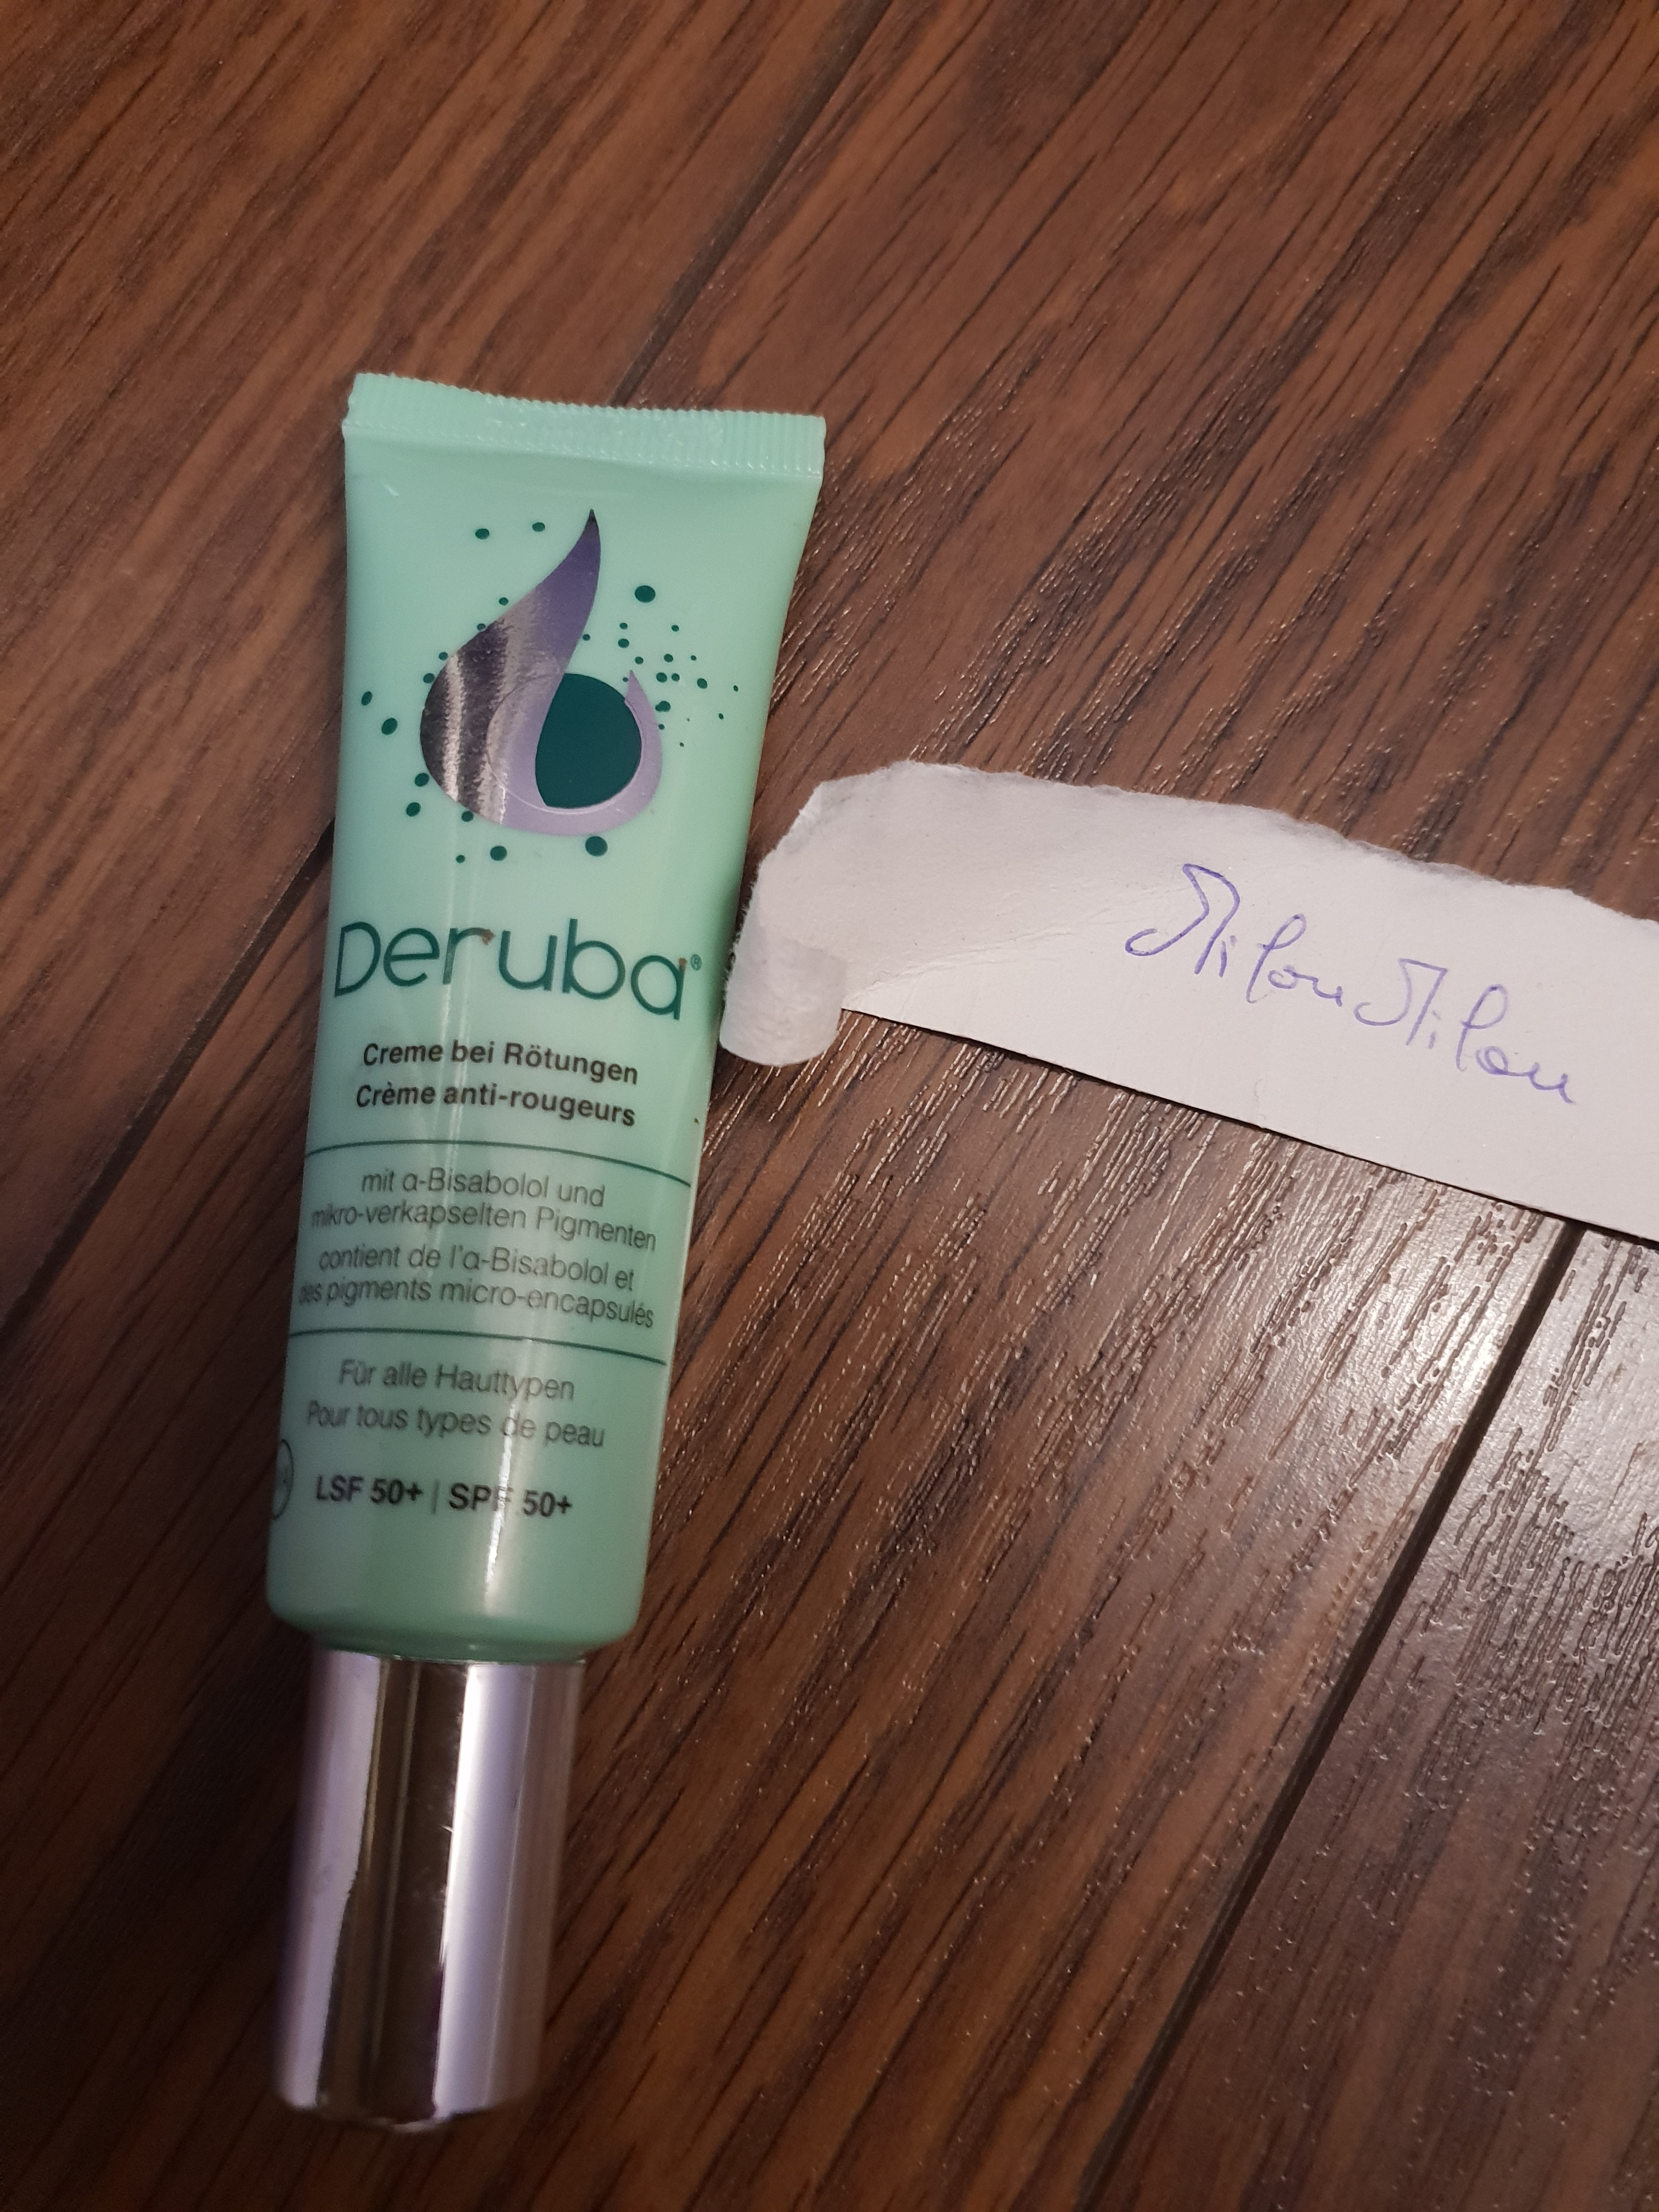 Deruba®
Creme bei Rötungen
Crème anti-rougeurs
mit α-Bisabolol und
mikro-verkapselten Pigmenten
contient de l'α-Bisabolol et
des pigments micro-encapsulés
Für alle Hauttypen
Pour tous types de peau
LSF 50+ | SPF 50+
MilouMilou